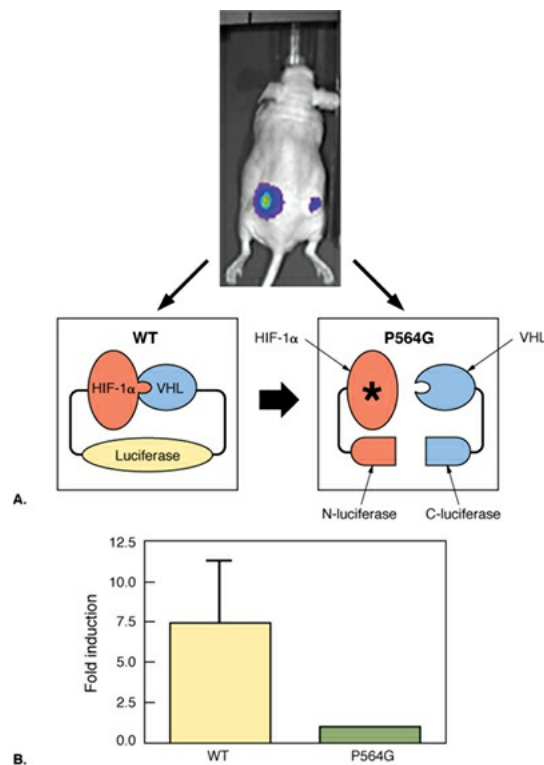 WT
HIF-1α
VHL
Luciferase
HIF-1α
P564G
VHL
*
N-luciferase
C-luciferase
A.
Fold induction
12.5
10.0
7.5
5.0
2.5
0.0
WT
P564G
B.